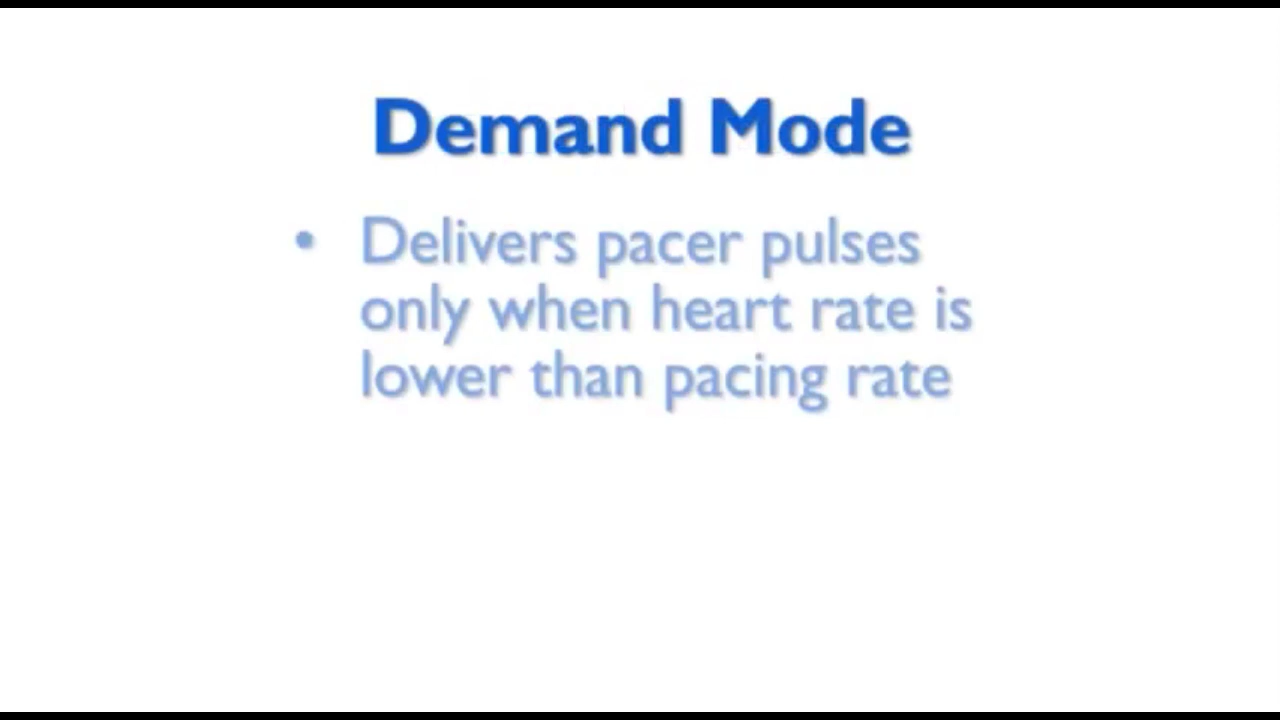 Demand Mode
• Delivers pacer pulses
only when heart rate is
lower than pacing rate